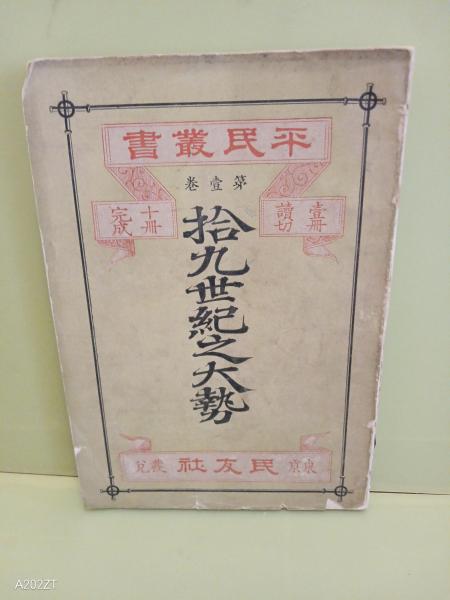 平民叢書
第壹卷
壹冊
讀切
十冊
完成
拾九世紀之大勢
東京 民友社 發兌
A202ZT